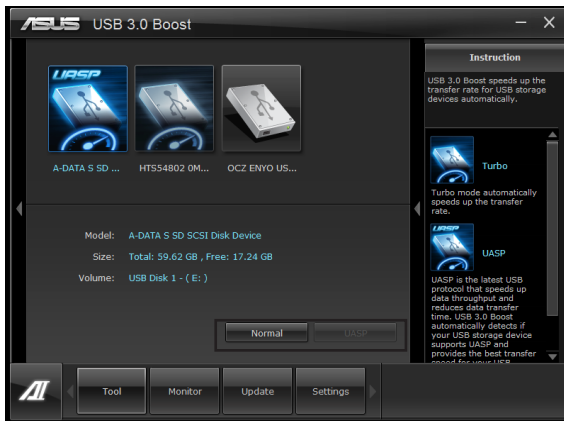 ASUS USB 3.0 Boost
UASP
A-DATA S SD ...
HTS54802 0M...
OCZ ENYO US...
Model: A-DATA S SD SCSI Disk Device
Size: Total: 59.62 GB , Free: 17.24 GB
Volume: USB Disk 1 - ( E: )
Normal
UASP
Instruction
USB 3.0 Boost speeds up the
transfer rate for USB storage
devices automatically.
Turbo
Turbo mode automatically
speeds up the transfer
rate.
UASP
UASP
UASP is the latest USB
protocol that speeds up
data throughput and
reduces data transfer
time. USB 3.0 Boost
automatically detects if
your USB storage device
supports UASP and
provides the best transfer
speed for your USB
Tool
Monitor
Update
Settings